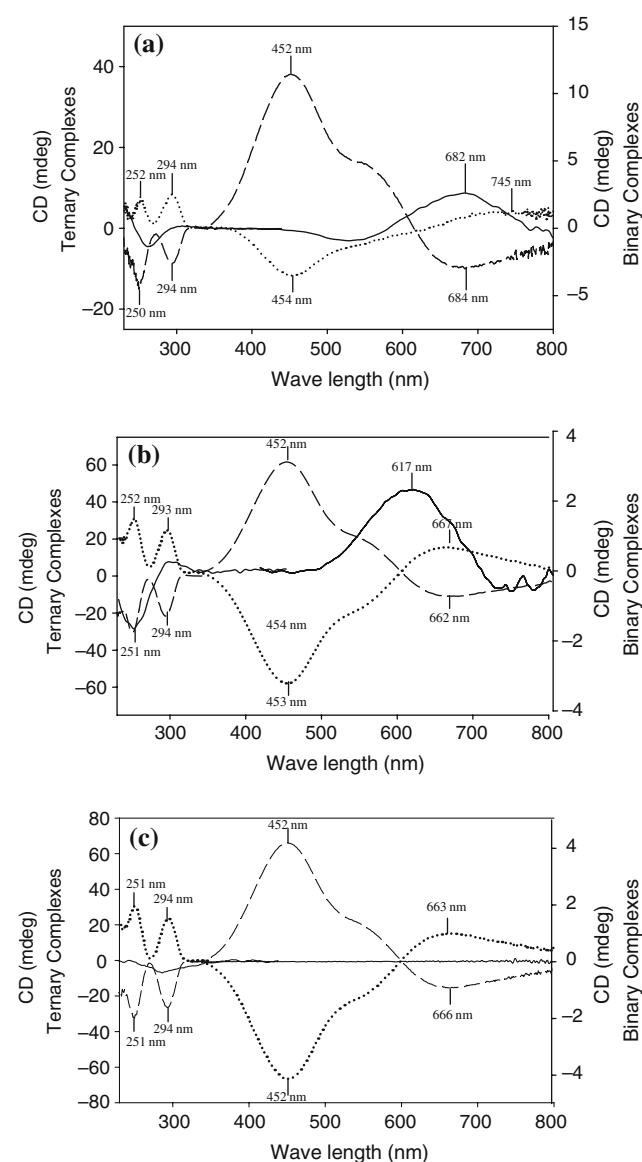 (a)
452 nm
252 nm
294 nm
682 nm
745 nm
250 nm
294 nm
454 nm
684 nm
40
20
0
−20
15
10
5
0
−5
CD (mdeg)
Ternary Complexes
CD (mdeg)
Binary Complexes
300
400
500
600
700
800
Wave length (nm)
(b)
452 nm
617 nm
252 nm
293 nm
667 nm
454 nm
251 nm
294 nm
662 nm
453 nm
60
40
20
0
−20
−40
−60
4
2
0
−2
−4
CD (mdeg)
Ternary Complexes
CD (mdeg)
Binary Complexes
300
400
500
600
700
800
Wave length (nm)
(c)
452 nm
251 nm
294 nm
663 nm
251 nm
294 nm
666 nm
452 nm
80
60
40
20
0
−20
−40
−60
−80
4
2
0
−2
−4
CD (mdeg)
Ternary Complexes
CD (mdeg)
Binary Complexes
300
400
500
600
700
800
Wave length (nm)